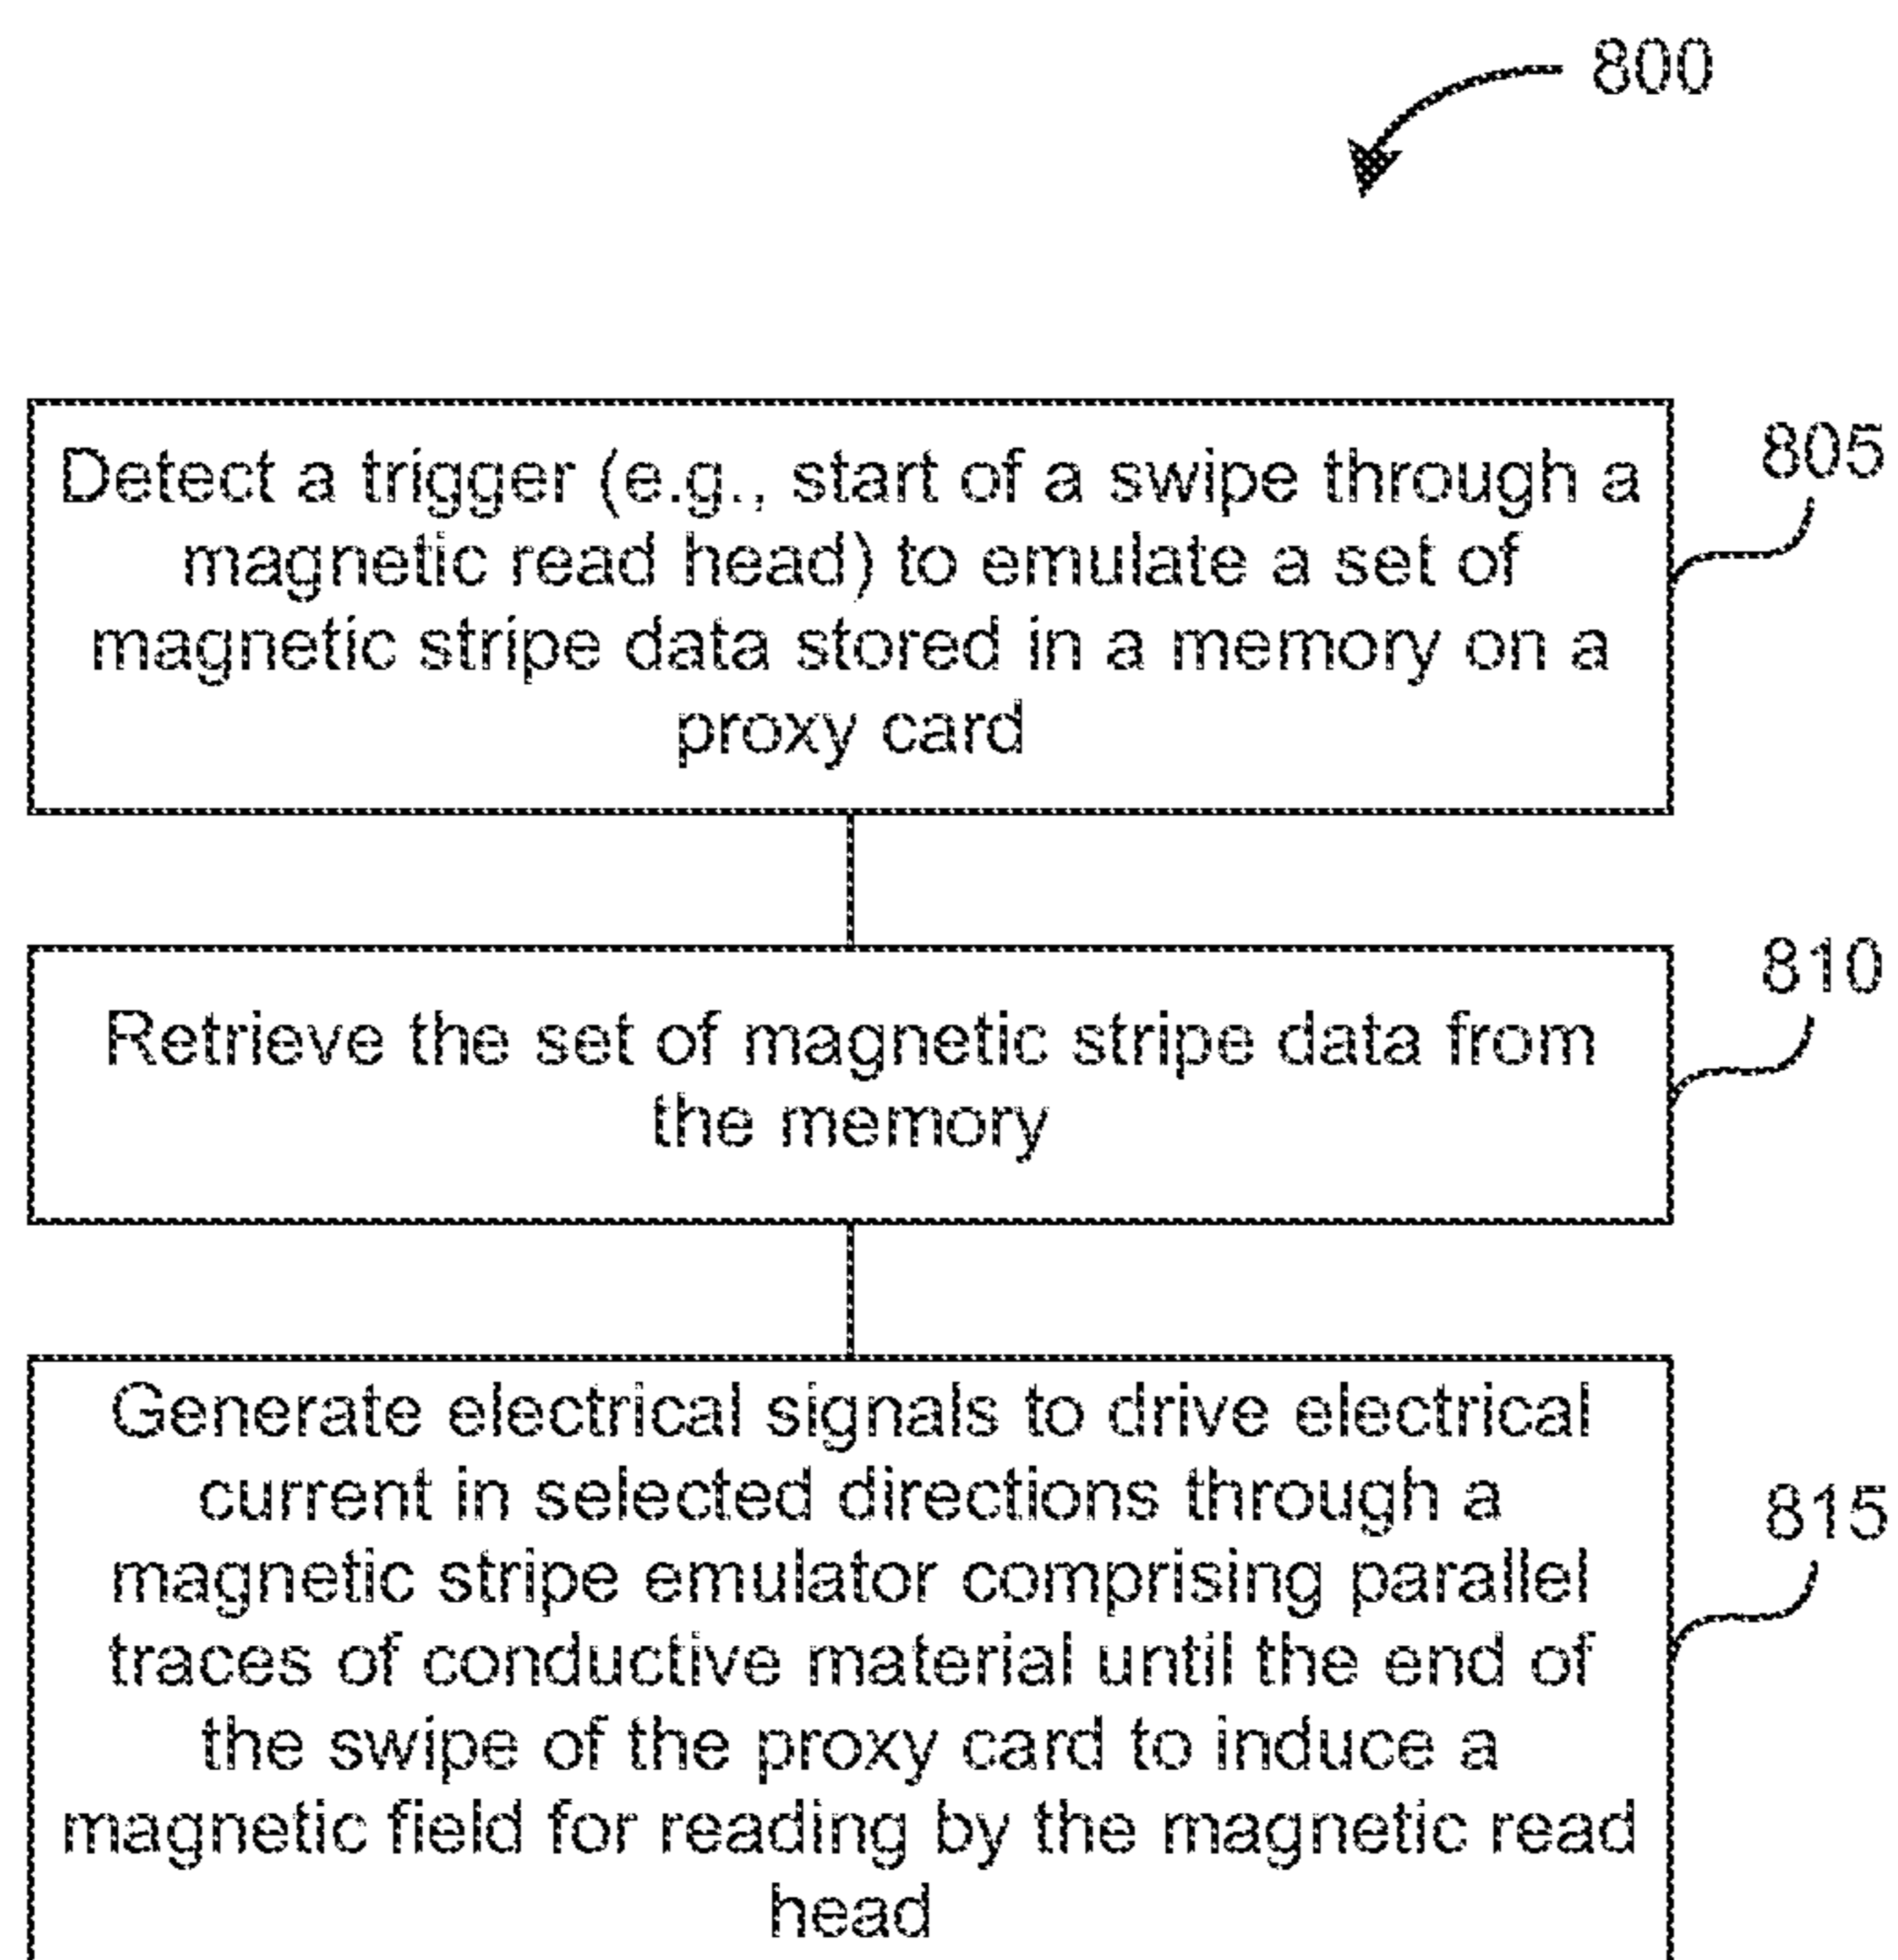 800
Detect a trigger (e.g., start of a swipe through a
magnetic read head) to emulate a set of
magnetic stripe data stored in a memory on a
proxy card
805
Retrieve the set of magnetic stripe data from
the memory
810
Generate electrical signals to drive electrical
current in selected directions through a
magnetic stripe emulator comprising parallel
traces of conductive material until the end of
the swipe of the proxy card to induce a
magnetic field for reading by the magnetic read
head
815